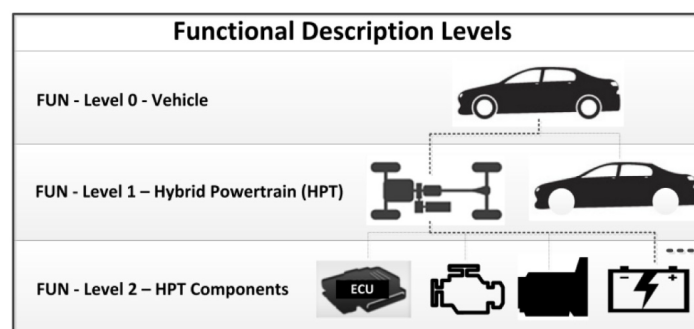 Functional Description Levels
FUN - Level 0 - Vehicle
FUN - Level 1 – Hybrid Powertrain (HPT)
FUN - Level 2 – HPT Components
ECU